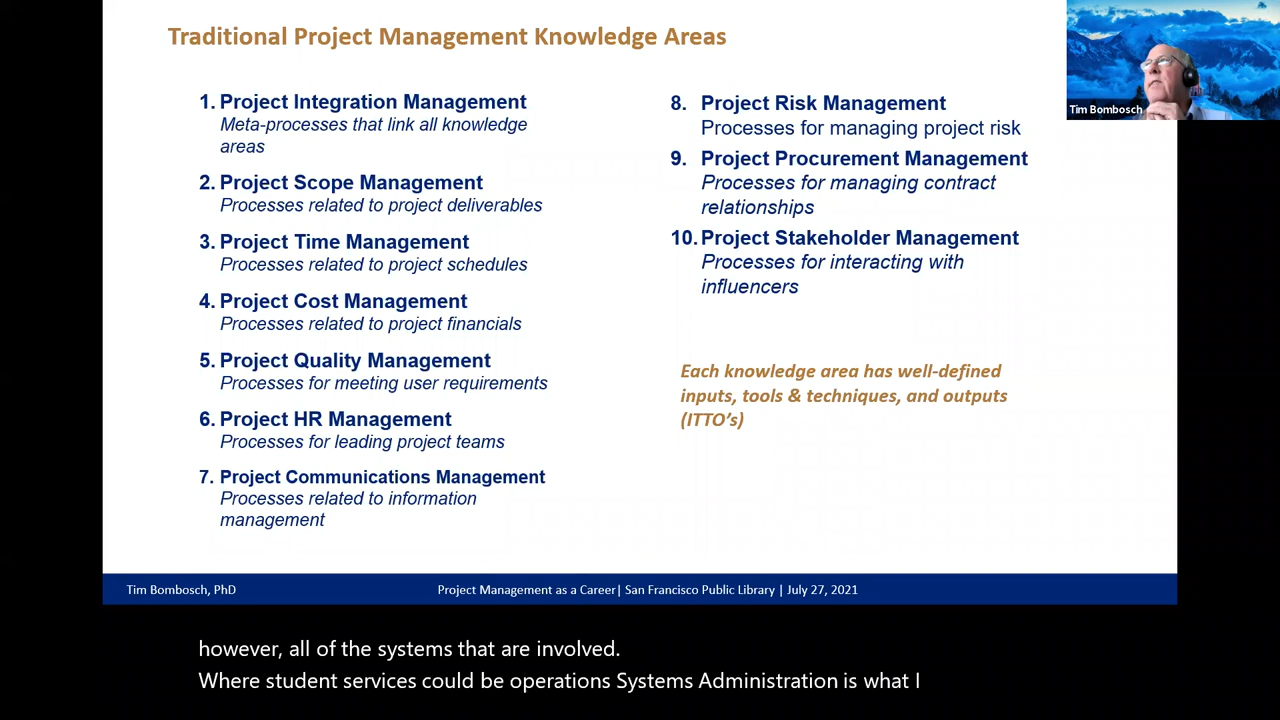 Traditional Project Management Knowledge Areas
1. Project Integration Management
Meta-processes that link all knowledge
areas
2. Project Scope Management
Processes related to project deliverables
3. Project Time Management
Processes related to project schedules
4. Project Cost Management
Processes related to project financials
5. Project Quality Management
Processes for meeting user requirements
6. Project HR Management
Processes for leading project teams
7. Project Communications Management
Processes related to information
management
8. Project Risk Management
Processes for managing project risk
9. Project Procurement Management
Processes for managing contract
relationships
10. Project Stakeholder Management
Processes for interacting with
influencers
Each knowledge area has well-defined
inputs, tools & techniques, and outputs
(ITTO's)
Tim Bombosch
Tim Bombosch, PhD
Project Management as a Career| San Francisco Public Library | July 27, 2021
however, all of the systems that are involved.
Where student services could be operations Systems Administration is what I